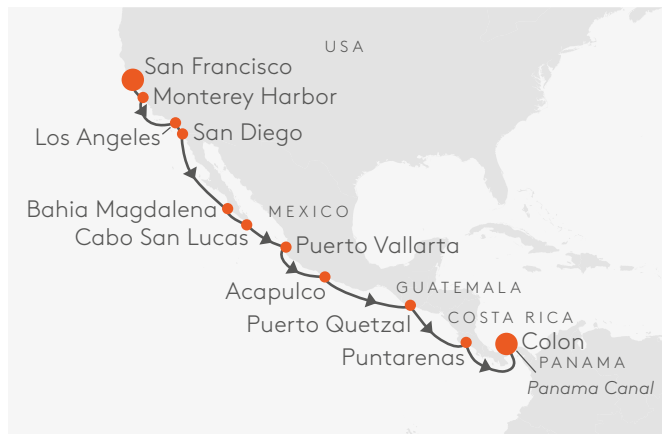 USA
San Francisco
Monterey Harbor
Los Angeles
San Diego
Bahia Magdalena
MEXICO
Cabo San Lucas
Puerto Vallarta
Acapulco
GUATEMALA
Puerto Quetzal
COSTA RICA
Puntarenas
Colon
PANAMA
Panama Canal